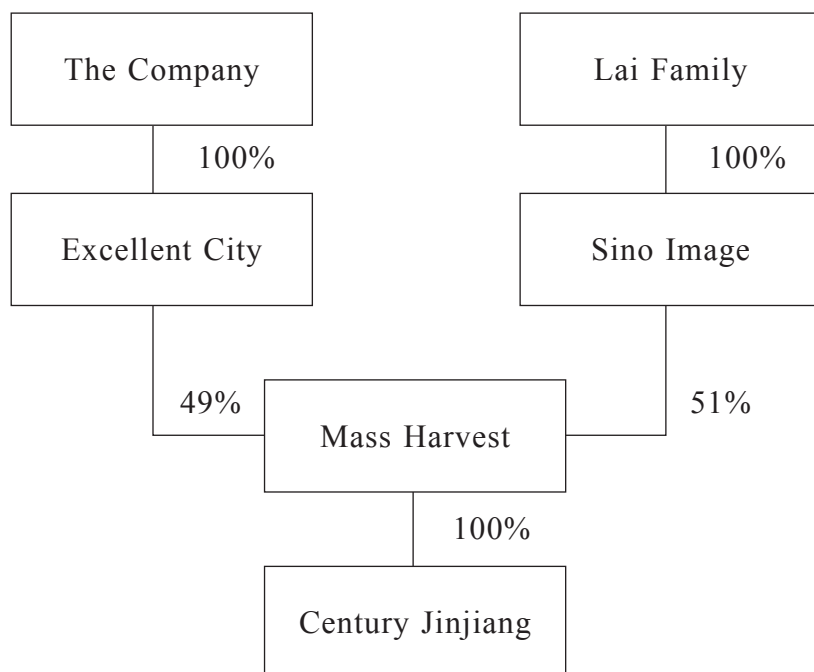 The Company
Lai Family
100%
100%
Excellent City
Sino Image
49%
51%
Mass Harvest
100%
Century Jinjiang